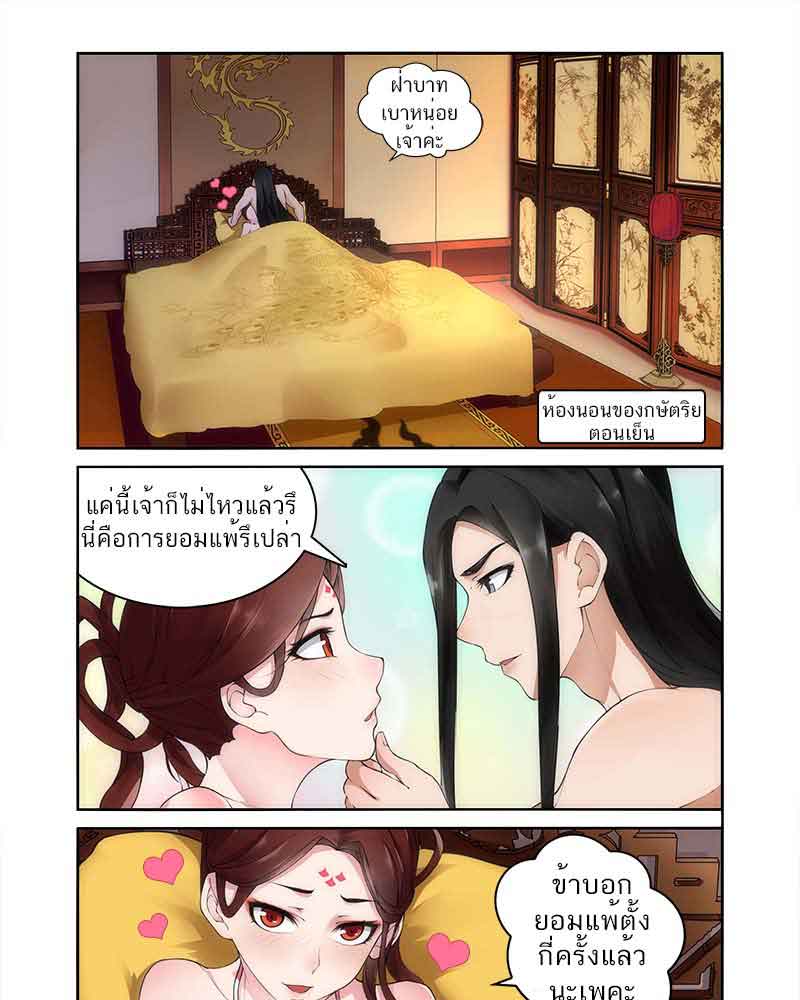 ฝ่าบาท
เบาหน่อย
เจ้าค่ะ
ห้องนอนของกษัตริย
ตอนเย็น
แค่นี้เจ้าก็ไม่ไหวแล้วรึ
นี่คือการยอมแพ้รึเปล่า
ข้าบอก
ยอมแพ้ตั้ง
กี่ครั้งแล้ว
นะเพคะ